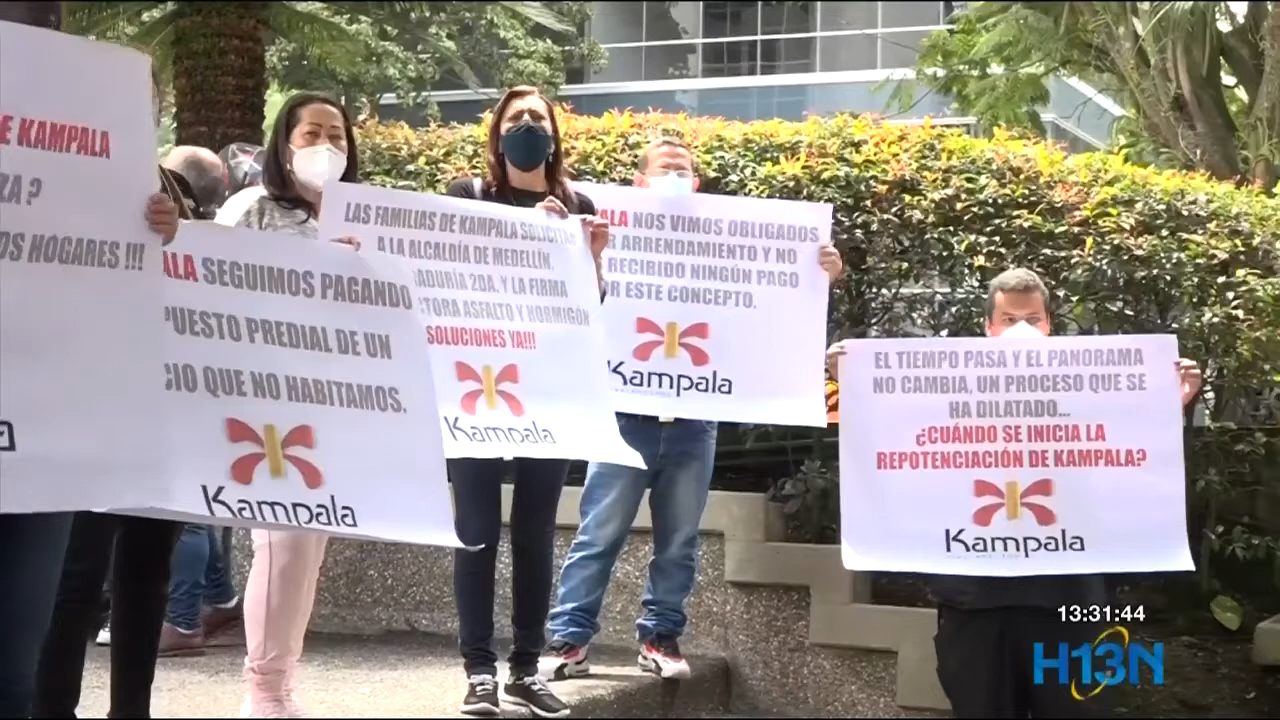 E KAMPALA
ZA?
OS HOGARES !!!
ALA SEGUIMOS PAGANDO
PUESTO PREDIAL DE UN
CIO QUE NO HABITAMOS.
Kampala
LAS FAMILIAS DE KAMPALA SOLICITAN
A LA ALCALDÍA DE MEDELLÍN,
ADURÍA 2DA. Y LA FIRMA
TORA ASFALTO Y HORMIGÓN
SOLUCIONES YA!!!
Kampala
ALA NOS VIMOS OBLIGADOS
R ARRENDAMIENTO Y NO
RECIBIDO NINGÚN PAGO
OR ESTE CONCEPTO.
Kampala
EL TIEMPO PASA Y EL PANORAMA
NO CAMBIA, UN PROCESO QUE SE
HA DILATADO...
¿CUÁNDO SE INICIA LA
REPOTENCIACIÓN DE KAMPALA?
Kampala
13:31:44
H13N